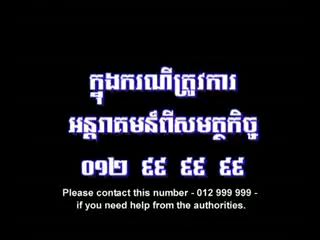 ក្នុងករណីត្រូវការ
អន្តរាគមន៍ពីសមត្ថកិច្ច
០១២ ៩៩ ៩៩ ៩៩
Please contact this number - 012 999 999 -
if you need help from the authorities.